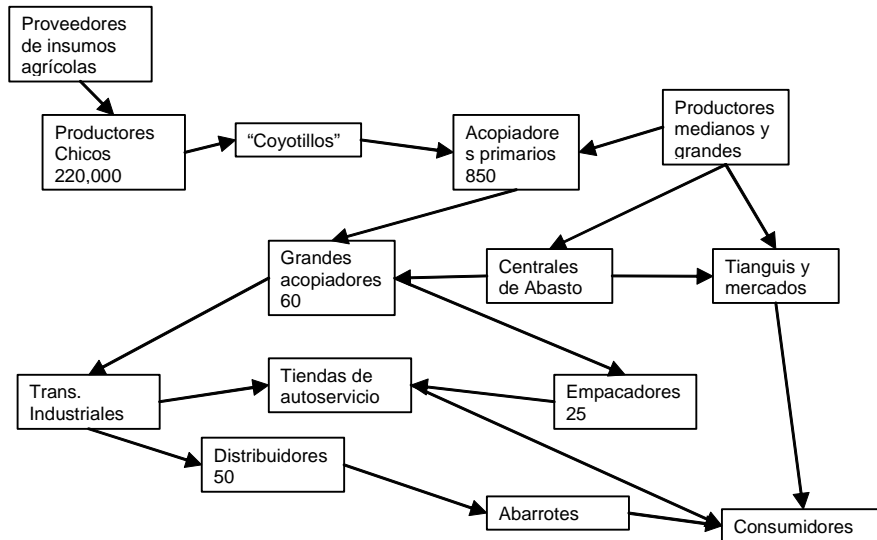 Proveedores
de insumos
agrícolas
Productores
Chicos
220,000
“Coyotillos”
Acopiadore
s primarios
850
Productores
medianos y
grandes
Grandes
acopiadores
60
Centrales
de Abasto
Tianguis y
mercados
Trans.
Industriales
Tiendas de
autoservicio
Empacadores
25
Distribuidores
50
Abarrotes
Consumidores